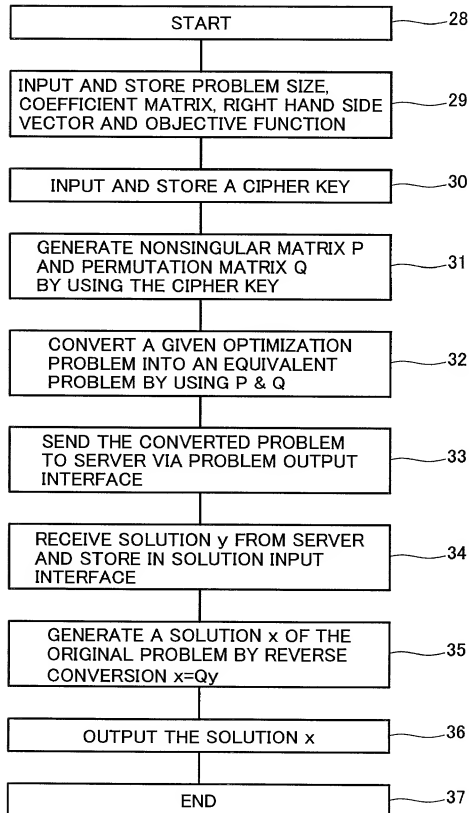 START
28
INPUT AND STORE PROBLEM SIZE,
COEFFICIENT MATRIX, RIGHT HAND SIDE
VECTOR AND OBJECTIVE FUNCTION
29
INPUT AND STORE A CIPHER KEY
30
GENERATE NONSINGULAR MATRIX P
AND PERMUTATION MATRIX Q
BY USING THE CIPHER KEY
31
CONVERT A GIVEN OPTIMIZATION
PROBLEM INTO AN EQUIVALENT
PROBLEM BY USING P & Q
32
SEND THE CONVERTED PROBLEM
TO SERVER VIA PROBLEM OUTPUT
INTERFACE
33
RECEIVE SOLUTION y FROM SERVER
AND STORE IN SOLUTION INPUT
INTERFACE
34
GENERATE A SOLUTION x OF THE
ORIGINAL PROBLEM BY REVERSE
CONVERSION x=Qy
35
OUTPUT THE SOLUTION x
36
END
37